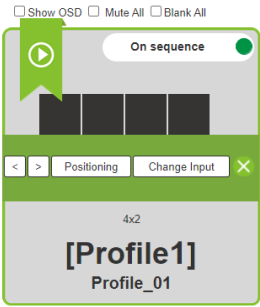 Show OSD Mute All Blank All
On sequence
< > Positioning Change Input
4x2
[Profile1]
Profile_01